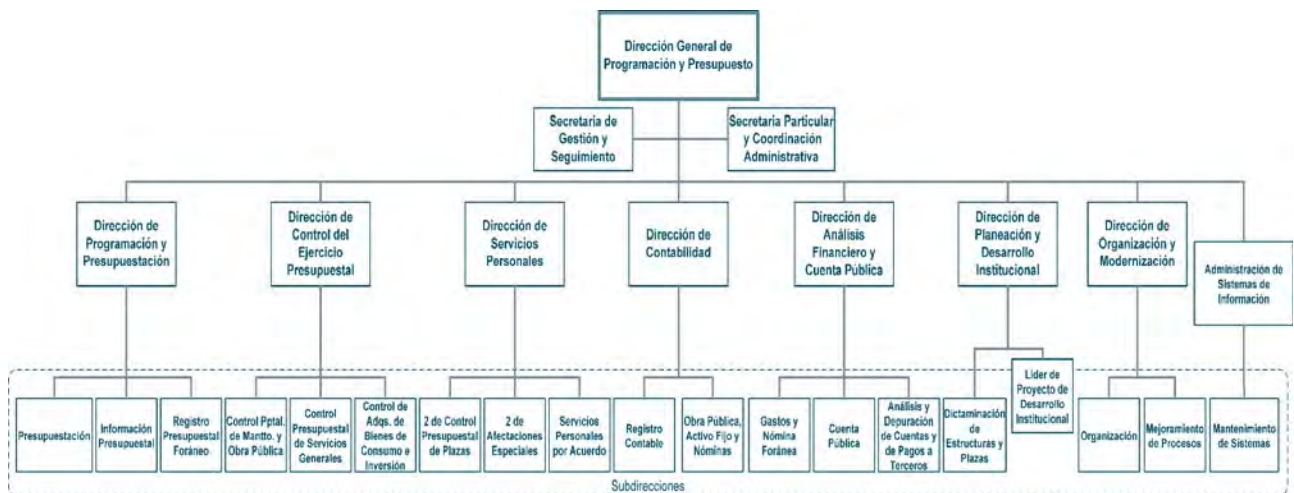 Dirección General de
Programación y Presupuesto
Secretaria de
Gestión y
Seguimiento
Secretaria Particular
y Coordinación
Administrativa
Dirección de
Programación y
Presupuestación
Dirección de
Control del
Ejercicio
Presupuestal
Dirección de
Servicios
Personales
Dirección de
Contabilidad
Dirección de
Análisis
Financiero y
Cuenta Pública
Dirección de
Planeación y
Desarrollo
Institucional
Dirección de
Organización y
Modernización
Administración de
Sistemas de
Información
Presupuestación
Información
Presupuestal
Registro
Presupuestal
Foráneo
Control Pptal.
de Mantto. y
Obra Pública
Control
Presupuestal
de Servicios
Generales
Control de
Adqs. de
Bienes de
Consumo e
Inversión
2 de Control
Presupuestal
de Plazas
2 de
Afectaciones
Especiales
Servicios
Personales
por Acuerdo
Registro
Contable
Obra Pública,
Activo Fijo y
Nóminas
Gastos y
Nómina
Foránea
Cuenta
Pública
Análisis y
Depuración
de Cuentas y
de Pagos a
Terceros
Dictaminación
de
Estructuras y
Plazas
Lider de
Proyecto de
Desarrollo
Institucional
Organización
Mejoramiento
de Procesos
Mantenimiento
de Sistemas
Subdirecciones